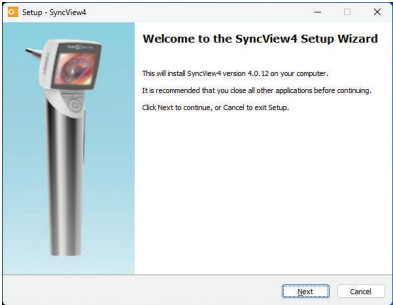 Setup - SyncView4
Welcome to the SyncView4 Setup Wizard
This will install SyncView4 version 4.0.12 on your computer.
It is recommended that you close all other applications before continuing.
Click Next to continue, or Cancel to exit Setup.
Next
Cancel